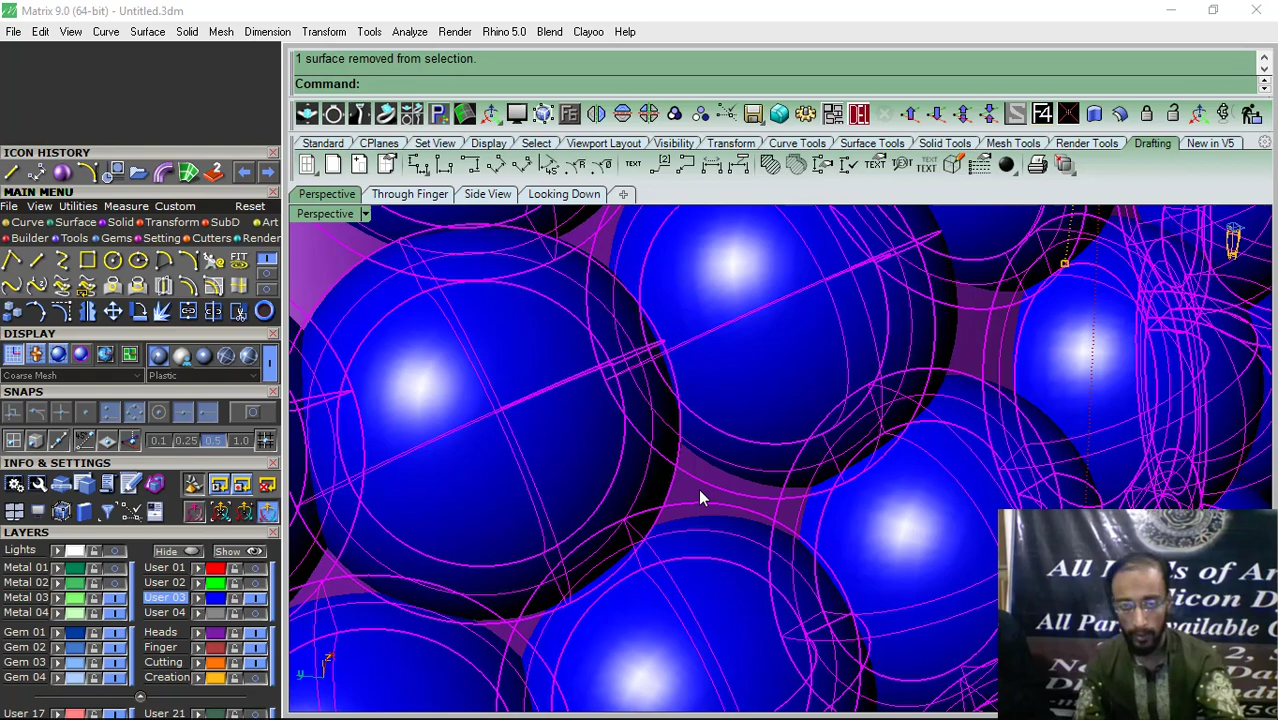 Matrix 9.0 (64-bit) - Untitled.3dm
File Edit View Curve Surface Solid Mesh Dimension Transform Tools Analyze Render Rhino 5.0 Blend Clayoo Help
1 surface removed from selection.
Command:
Standard CPlanes Set View Display Select Viewport Layout Visibility Transform Curve Tools Surface Tools Solid Tools Mesh Tools Render Tools Drafting New in V5
Perspective Through Finger Side View Looking Down
Perspective
ICON HISTORY
MAIN MENU
File View Utilities Measure Custom Reset
Curve Surface Solid Transform SubD Art
Builder Tools Gems Setting Cutters Render
FIT
DISPLAY
Coarse Mesh Plastic
SNAPS
0.1 0.25 0.5 1.0
INFO & SETTINGS
LAYERS
Lights Hide Show
Metal 01 User 01
Metal 02 User 02
Metal 03 User 03
Metal 04 User 04
Gem 01 Heads
Gem 02 Finger
Gem 03 Cutting
Gem 04 Creation
User 17 User 21
z
y
All
ds of Ar
ilicon D
All Par
vailable C